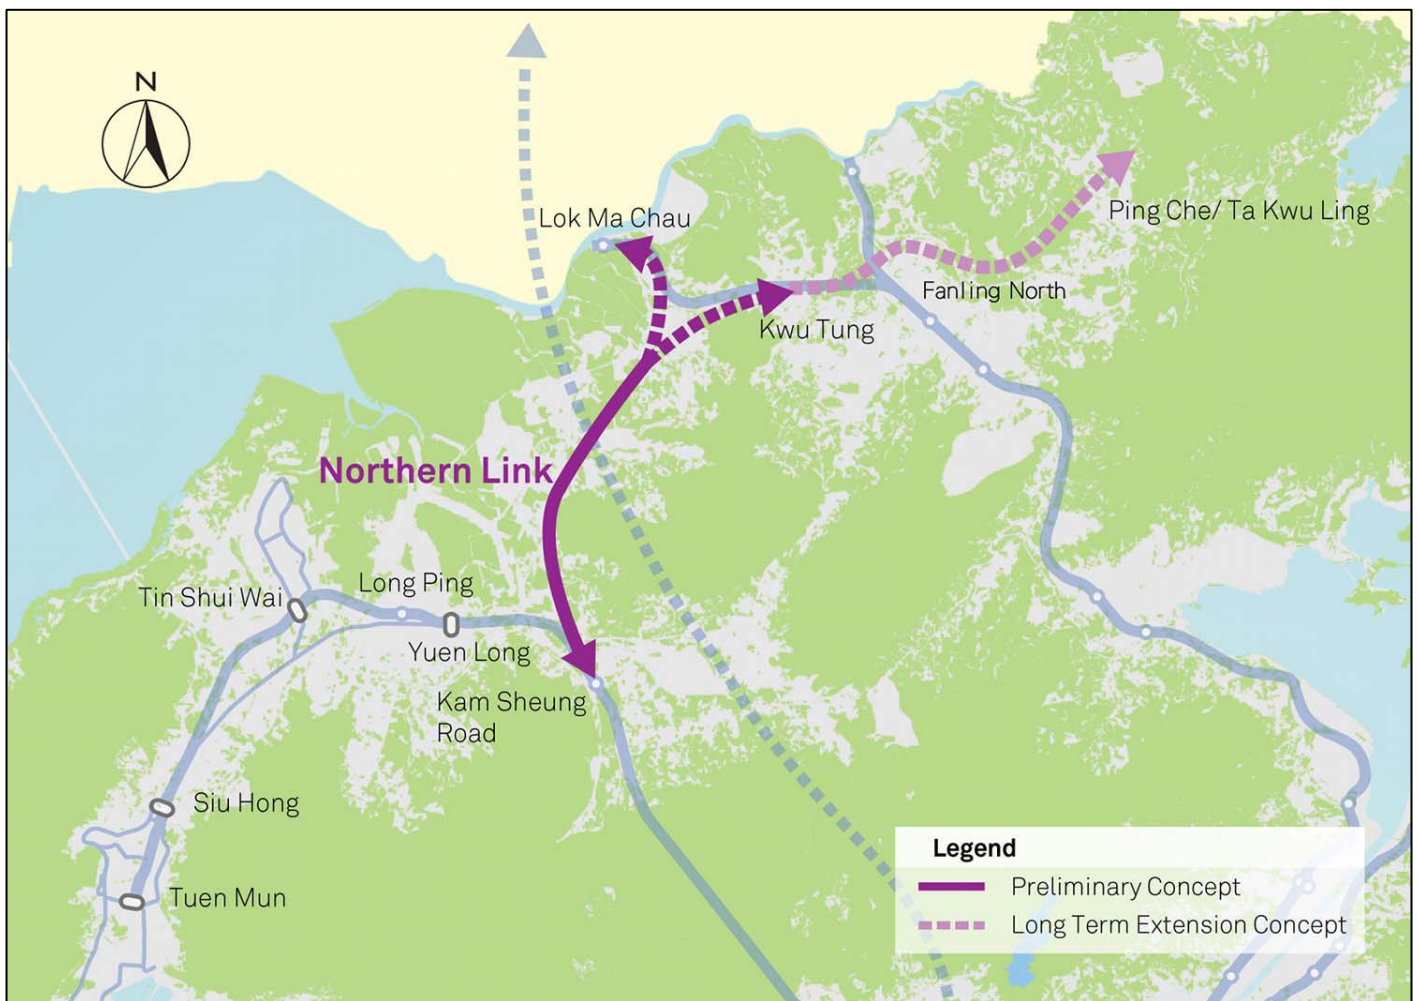 N
Lok Ma Chau
Ping Che/ Ta Kwu Ling
Fanling North
Kwu Tung
Northern Link
Tin Shui Wai
Long Ping
Yuen Long
Kam Sheung
Road
Siu Hong
Tuen Mun
Legend
Preliminary Concept
Long Term Extension Concept